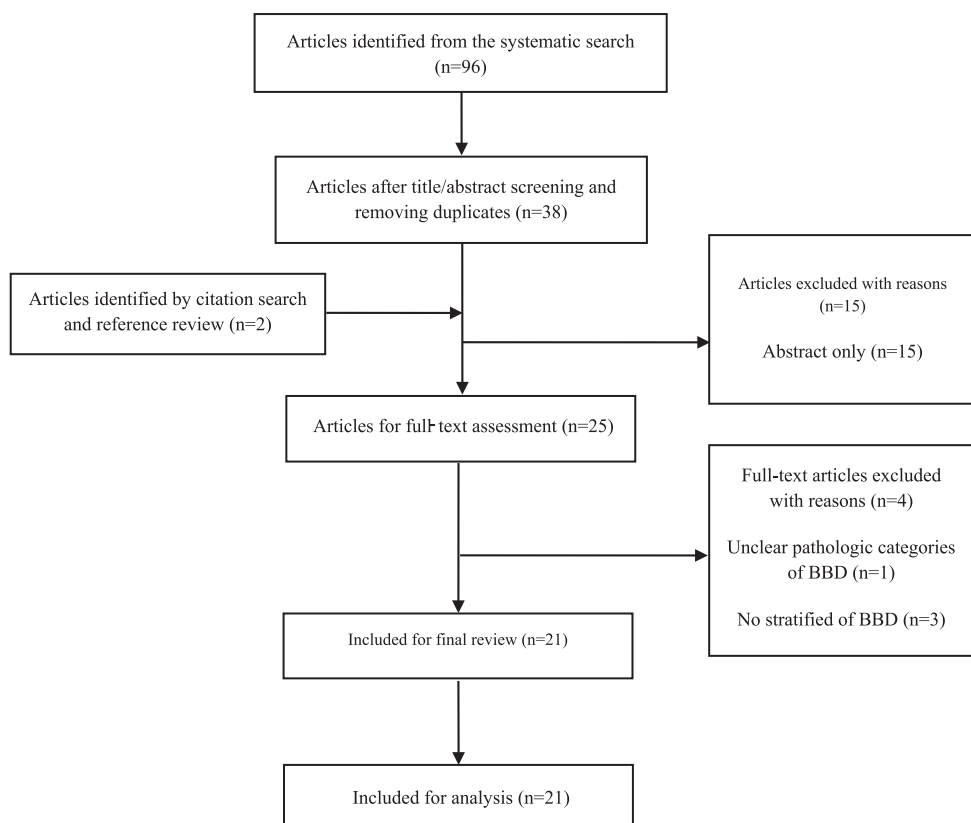 Articles identified from the systematic search
(n=96)
Articles after title/abstract screening and
removing duplicates (n=38)
Articles identified by citation search
and reference review (n=2)
Articles excluded with reasons
(n=15)
Abstract only (n=15)
Articles for full-text assessment (n=25)
Full-text articles excluded
with reasons (n=4)
Unclear pathologic categories
of BBD (n=1)
No stratified of BBD (n=3)
Included for final review (n=21)
Included for analysis (n=21)